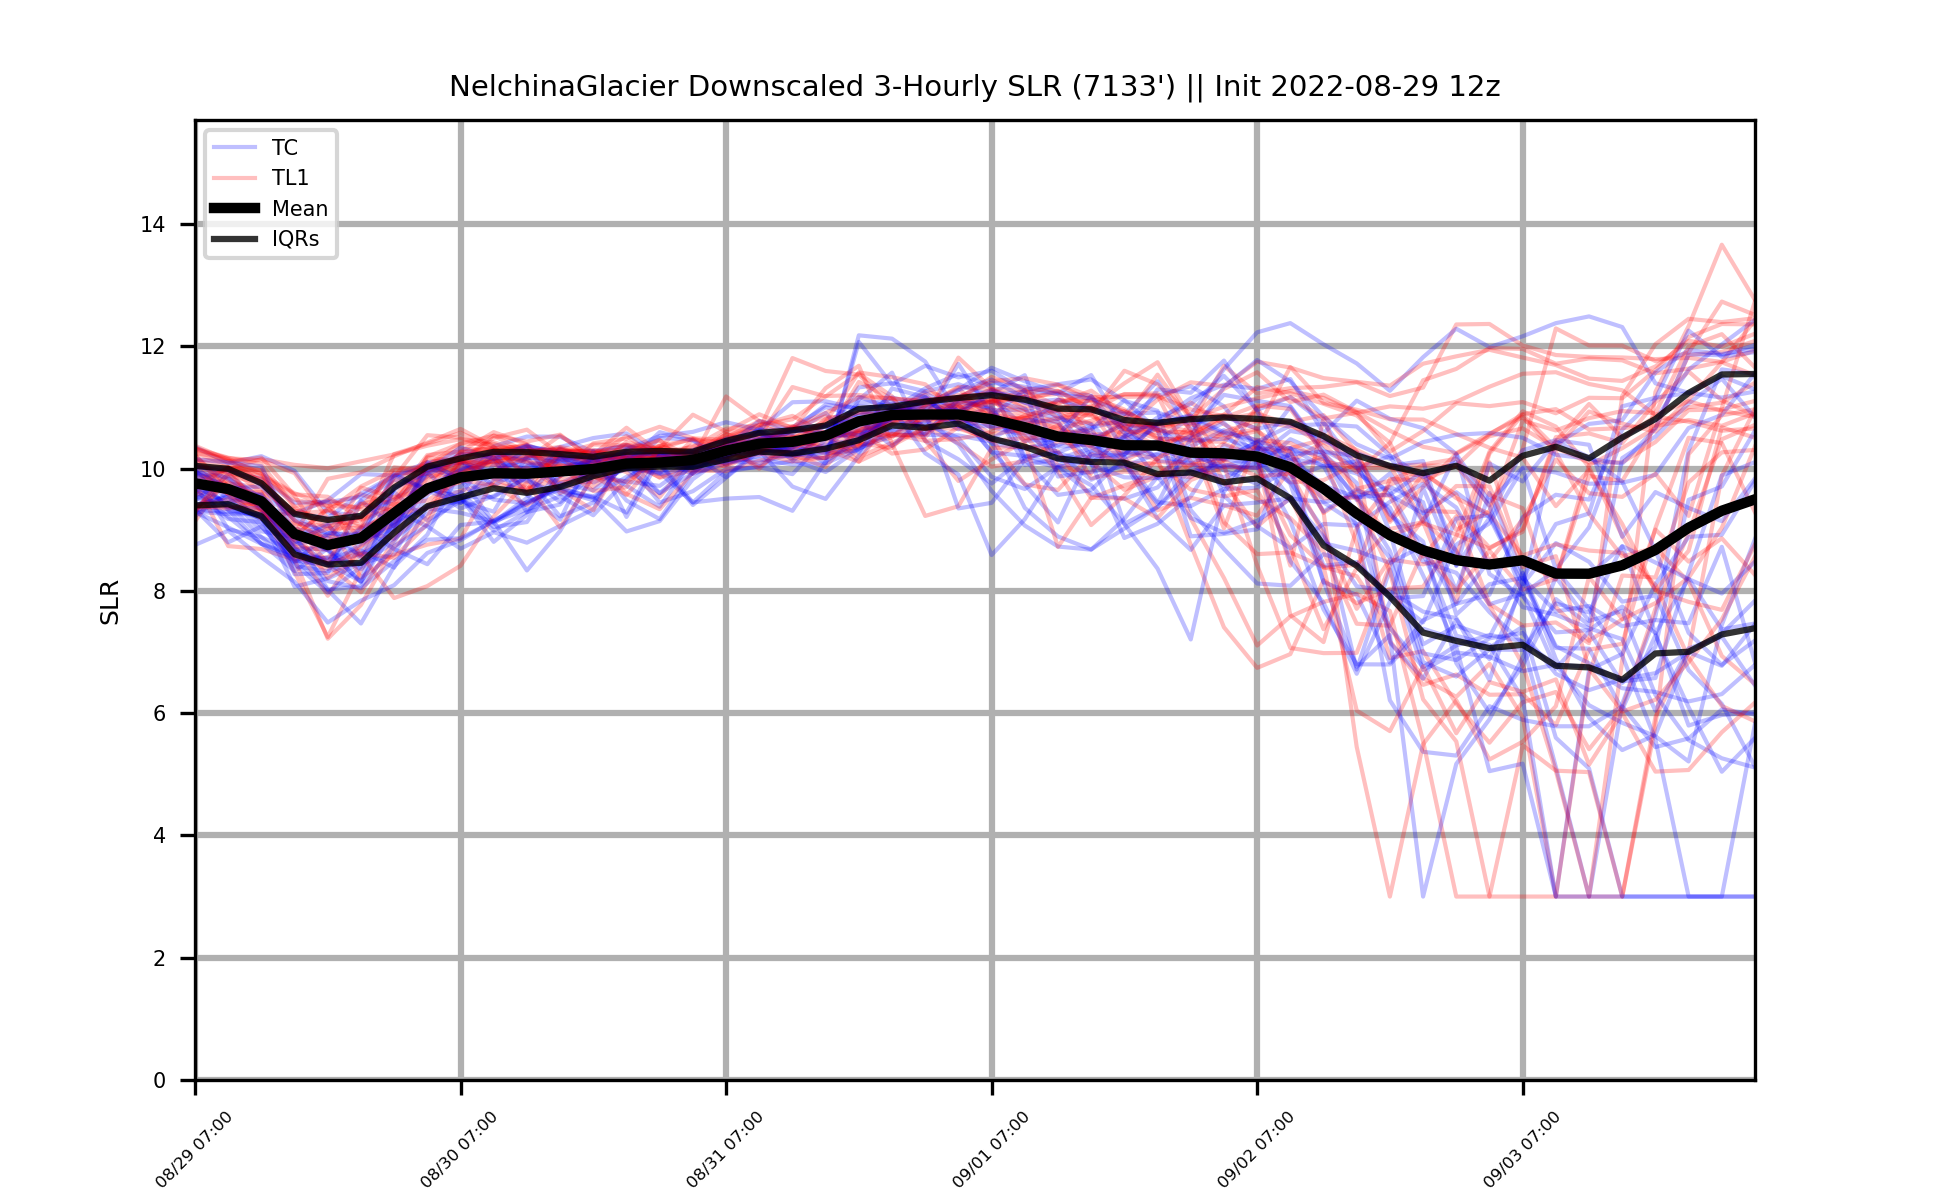 NelchinaGlacier Downscaled 3-Hourly SLR (7133') || Init 2022-08-29 12z
TC
TL1
Mean
IQRs
14
12
10
8
6
4
2
0
SLR
08/29 07:00
08/30 07:00
08/31 07:00
09/01 07:00
09/02 07:00
09/03 07:00